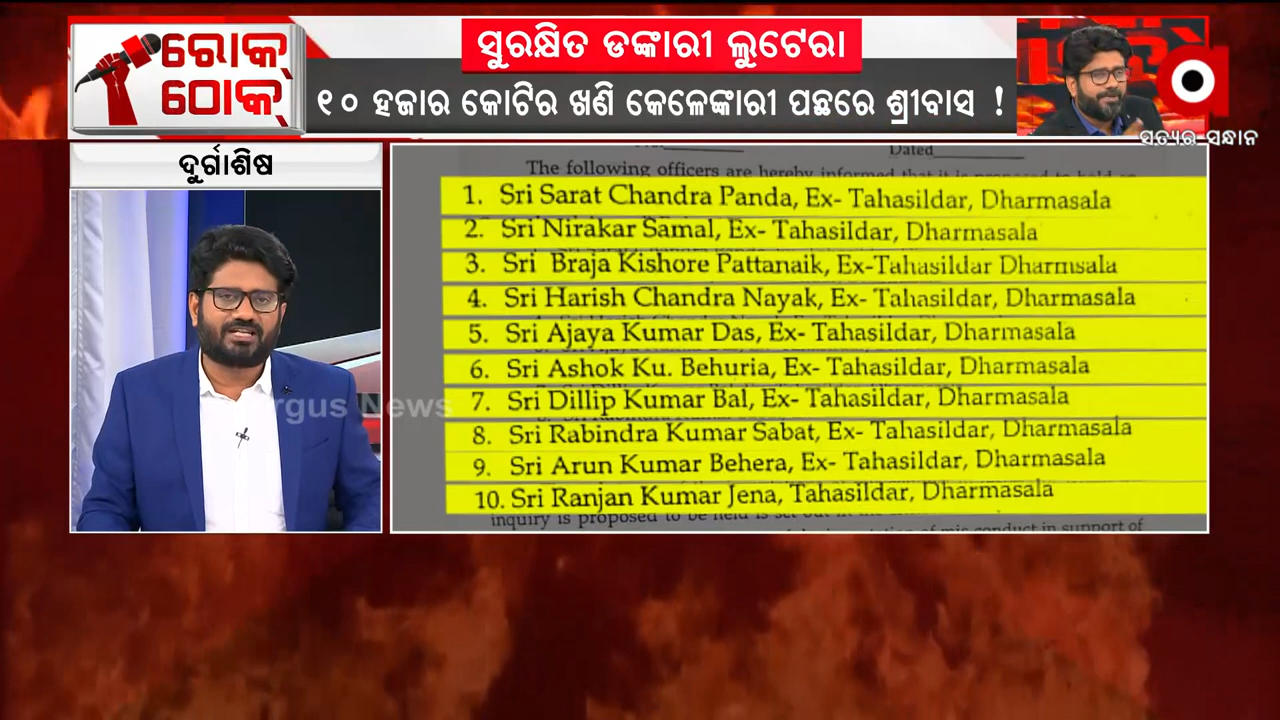 ରୋକ୍
ଠୋକ୍
ସୁରକ୍ଷିତ ଡଙ୍କାରୀ ଲୁଟେରା
୧୦ ହଜାର କୋଟିର ଖଣି କେଳେଙ୍କାରୀ ପଛରେ ଶ୍ରୀବାସ !
ସତ୍ୟର ସନ୍ଧାନ
ଦୁର୍ଗାଶିଷ
Argus News
Dated
The following officers are hereby informed that it is proposed to hold an
1. Sri Sarat Chandra Panda, Ex- Tahasildar, Dharmasala
2. Sri Nirakar Samal, Ex- Tahasildar, Dharmasala
3. Sri Braja Kishore Pattanaik, Ex-Tahasildar Dharmsala
4. Sri Harish Chandra Nayak, Ex- Tahasildar, Dharmasala
5. Sri Ajaya Kumar Das, Ex- Tahasildar, Dharmasala
6. Sri Ashok Ku. Behuria, Ex- Tahasildar, Dharmasala
7. Sri Dillip Kumar Bal, Ex- Tahasildar, Dharmasala
8. Sri Rabindra Kumar Sabat, Ex- Tahasildar, Dharmasala
9. Sri Arun Kumar Behera, Ex- Tahasildar, Dharmasala
10. Sri Ranjan Kumar Jena, Tahasildar, Dharmasala
inquiry is proposed to be held is set out in the
of mis conduct in support of